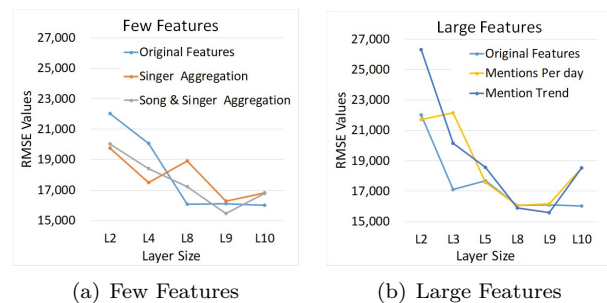 Few Features
27,000
25,000
23,000
21,000
19,000
17,000
15,000
RMSE Values
Original Features
Singer Aggregation
Song & Singer Aggregation
L2 L4 L8 L9 L10
Layer Size
(a) Few Features
Large Features
27,000
25,000
23,000
21,000
19,000
17,000
15,000
RMSE Values
Original Features
Mentions Per day
Mention Trend
L2 L3 L5 L8 L9 L10
Layer Size
(b) Large Features